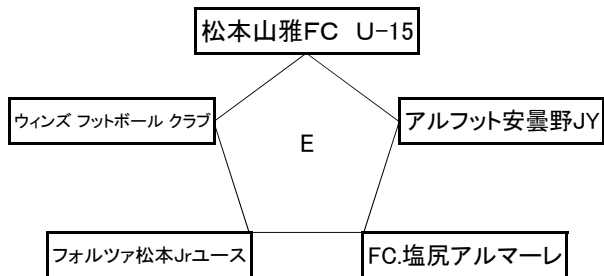 松本山雅FC　U-15
ウィンズ フットボール クラブ
アルフット安曇野JY
E
フォルツァ松本Jrユース
FC.塩尻アルマーレ